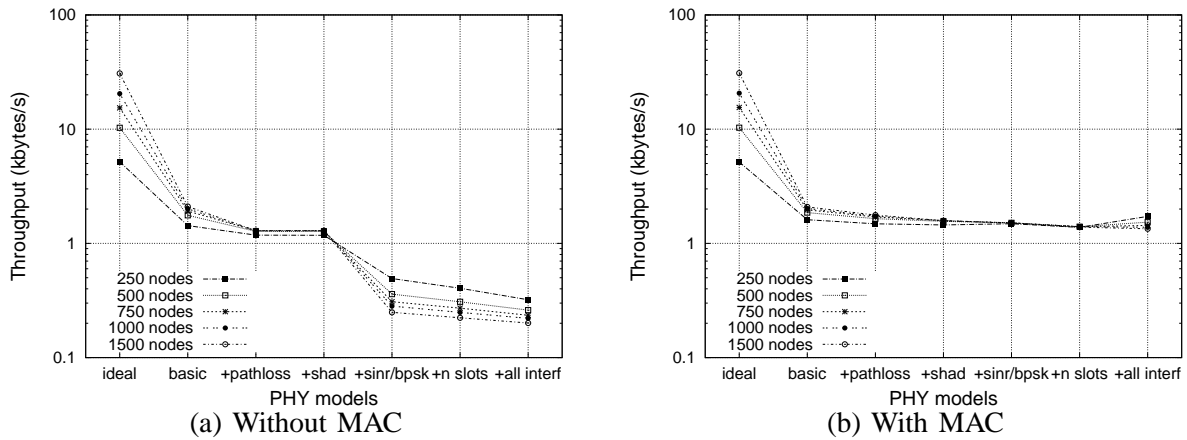 100
10
1
0.1
Throughput (kbytes/s)
250 nodes
500 nodes
750 nodes
1000 nodes
1500 nodes
ideal basic +pathloss +shad +sinr/bpsk +n slots +all interf
PHY models
(a) Without MAC
100
10
1
0.1
Throughput (kbytes/s)
250 nodes
500 nodes
750 nodes
1000 nodes
1500 nodes
ideal basic +pathloss +shad +sinr/bpsk +n slots +all interf
PHY models
(b) With MAC